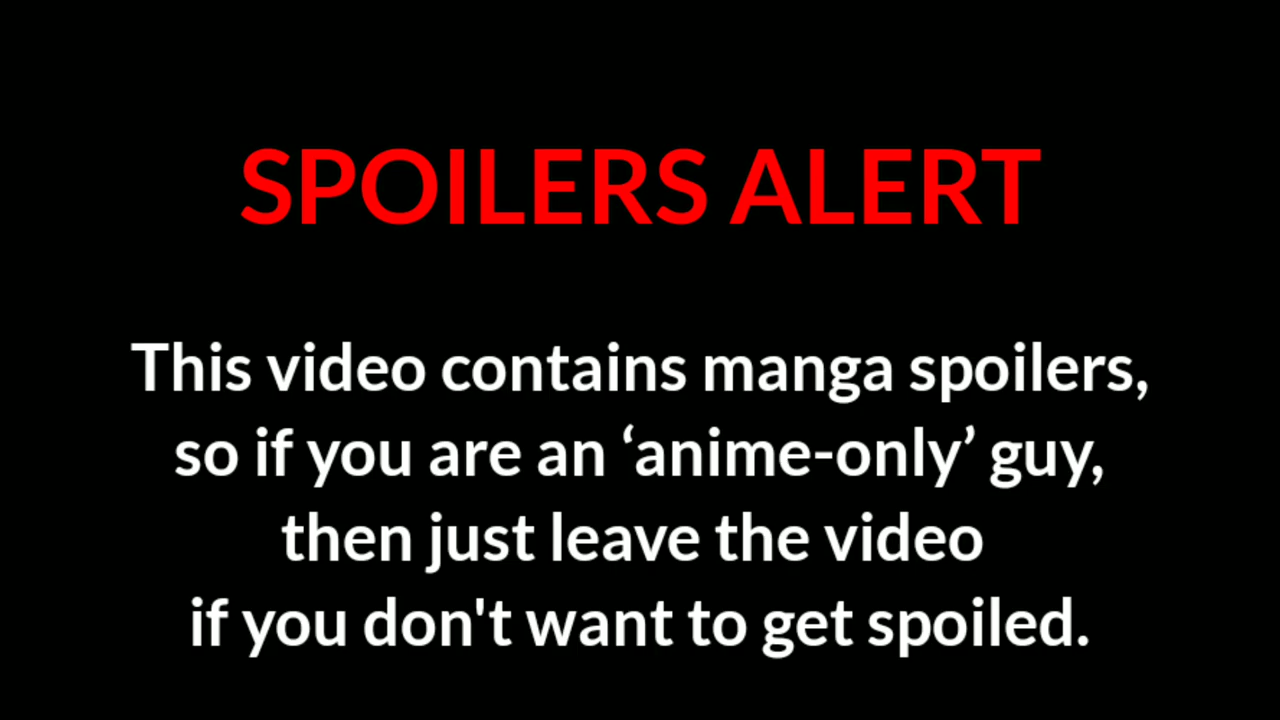 SPOILERS ALERT
This video contains manga spoilers,
so if you are an ‘anime-only’ guy,
then just leave the video
if you don't want to get spoiled.